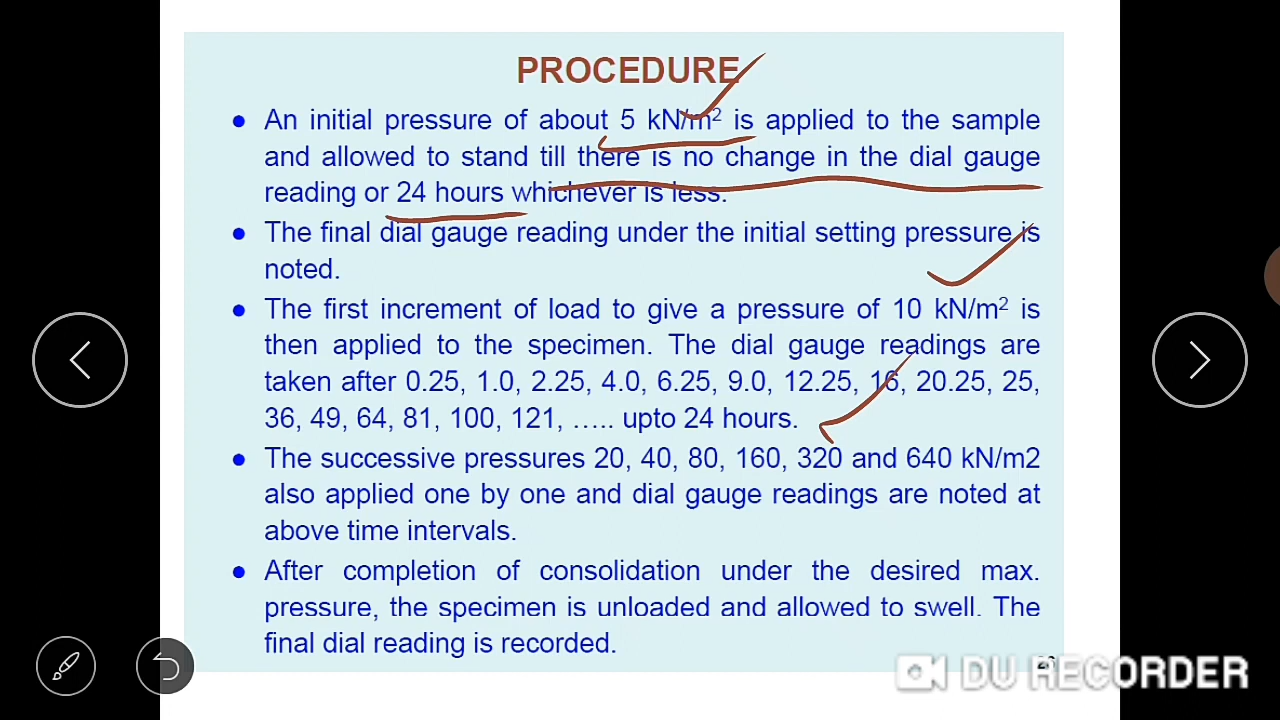 PROCEDURE
● An initial pressure of about 5 kN/m² is applied to the sample
and allowed to stand till there is no change in the dial gauge
reading or 24 hours whichever is less.
● The final dial gauge reading under the initial setting pressure is
noted.
● The first increment of load to give a pressure of 10 kN/m² is
then applied to the specimen. The dial gauge readings are
taken after 0.25, 1.0, 2.25, 4.0, 6.25, 9.0, 12.25, 16, 20.25, 25,
36, 49, 64, 81, 100, 121, ….. upto 24 hours.
● The successive pressures 20, 40, 80, 160, 320 and 640 kN/m2
also applied one by one and dial gauge readings are noted at
above time intervals.
● After completion of consolidation under the desired max.
pressure, the specimen is unloaded and allowed to swell. The
final dial reading is recorded.
DU RECORDER